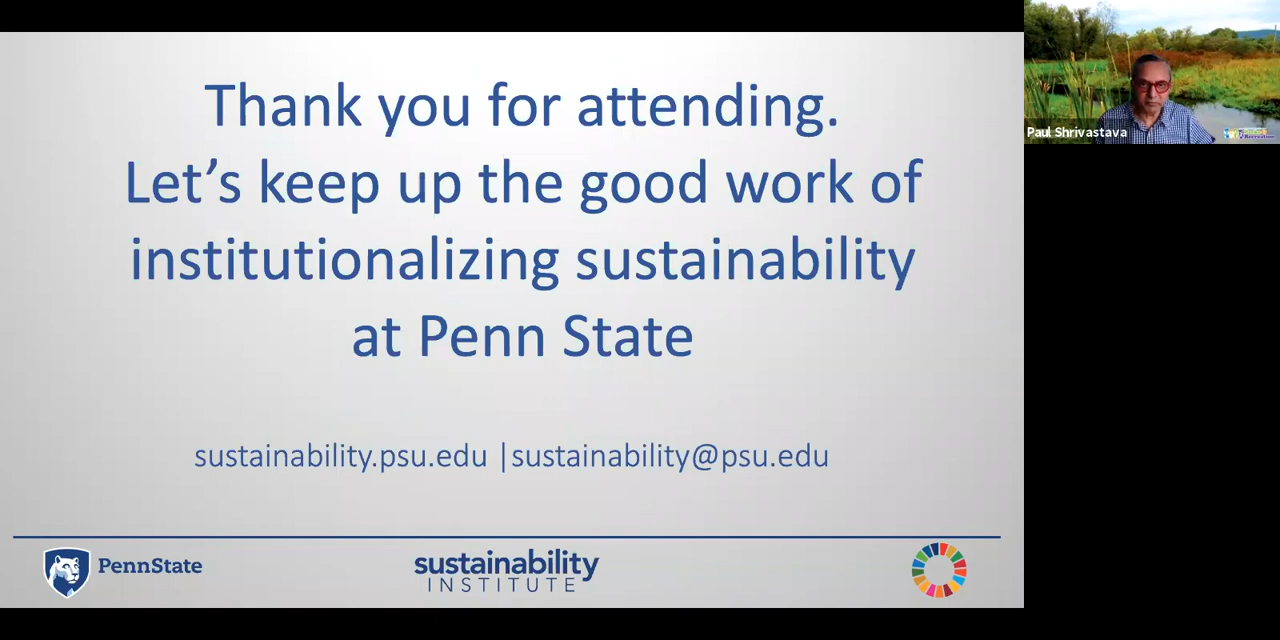 Thank you for attending.
Let's keep up the good work of
institutionalizing sustainability
at Penn State
sustainability.psu.edu |sustainability@psu.edu
PennState
sustainability
INSTITUTE
Paul Shrivastava